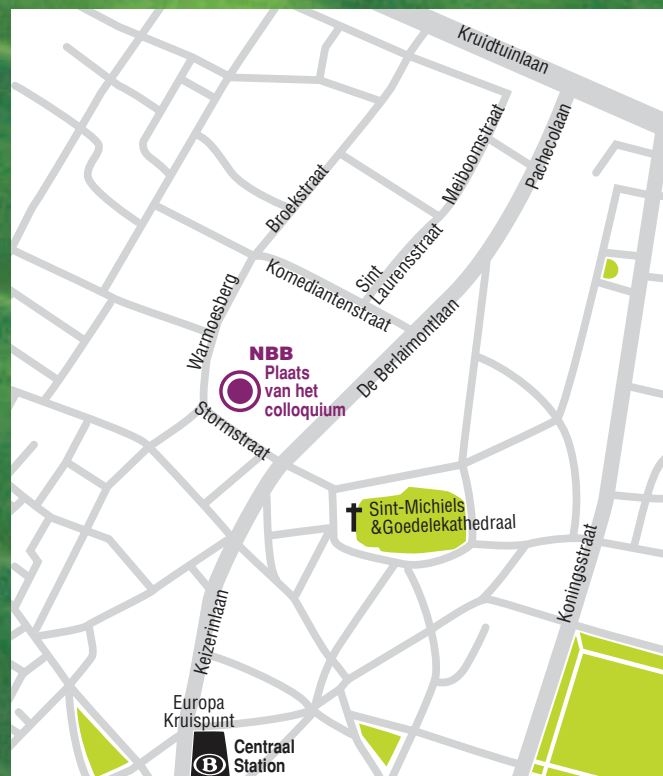 Kruidtuinlaan
Pachecolaan
Meiboomstraat
Broekstraat
Sint
Laurensstraat
Komediantenstraat
Warmoesberg
De Berlaimontlaan
NBB
Plaats
van het
colloquium
Stormstraat
Sint-Michiels
&Goedelekathedraal
Koningsstraat
Keizerinlaan
Europa
Kruispunt
Centraal
Station
B